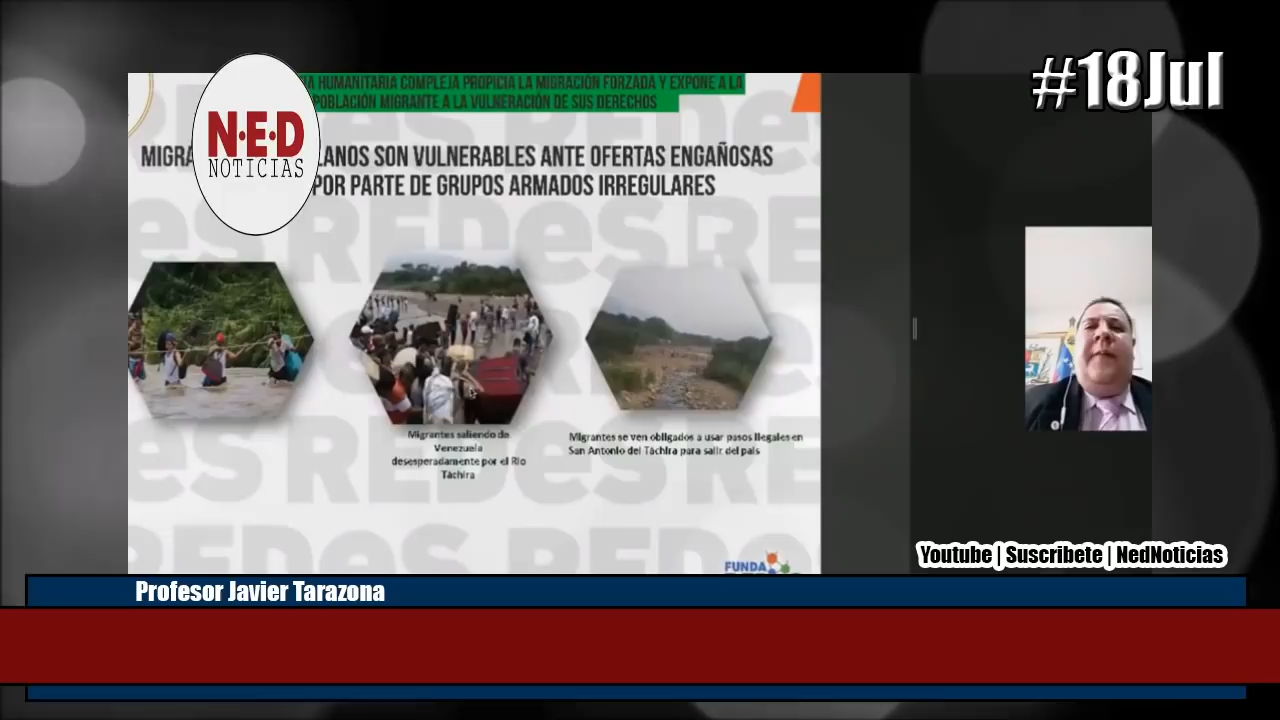 #18Jul
HUMANITARIA COMPLEJA PROPICIA LA MIGRACIÓN FORZADA Y EXPONE A LA
POBLACIÓN MIGRANTE A LA VULNERACIÓN DE SUS DERECHOS
N·E·D
NOTICIAS
MIGRA LANOS SON VULNERABLES ANTE OFERTAS ENGAÑOSAS
POR PARTE DE GRUPOS ARMADOS IRREGULARES
REDeS REDeS
Migrantes saliendo de
Venezuela
desesperadamente por el Río
Táchira
Migrantes se ven obligados a usar pasos ilegales en
San Antonio del Táchira para salir del país
FUNDA
Youtube | Suscribete | NedNoticias
Profesor Javier Tarazona